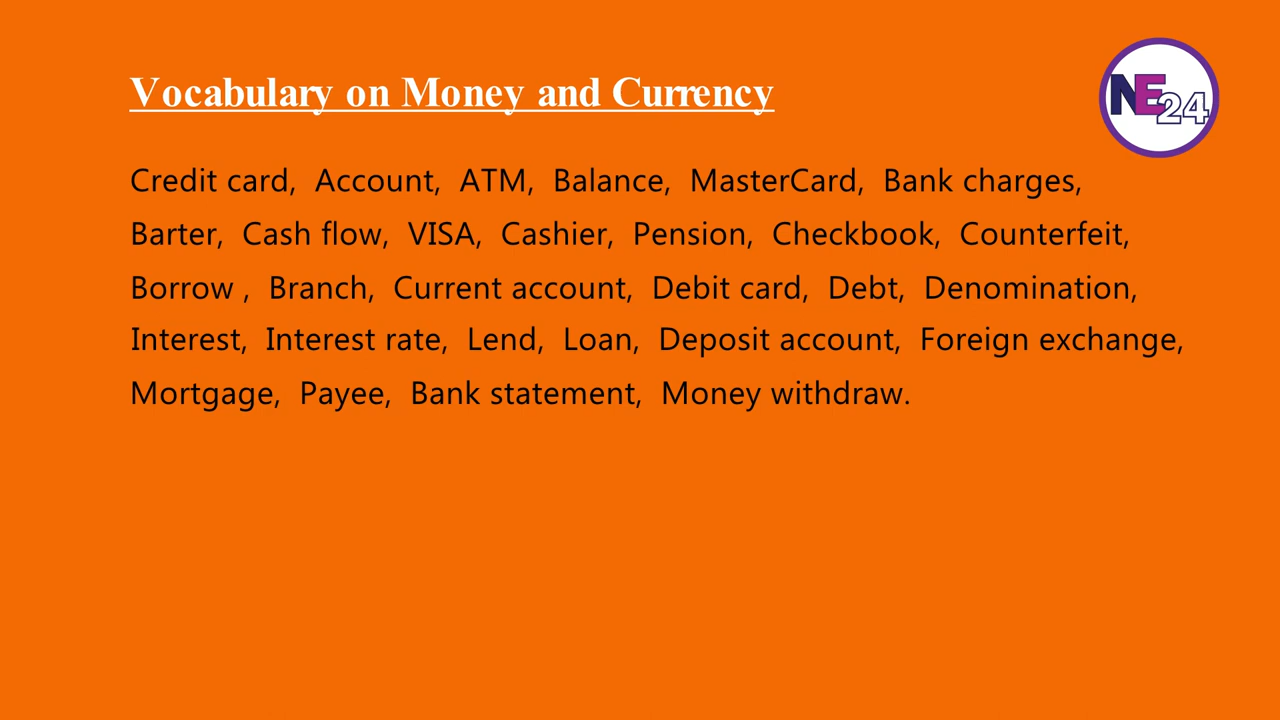 Vocabulary on Money and Currency
NE24
Credit card, Account, ATM, Balance, MasterCard, Bank charges,
Barter, Cash flow, VISA, Cashier, Pension, Checkbook, Counterfeit,
Borrow , Branch, Current account, Debit card, Debt, Denomination,
Interest, Interest rate, Lend, Loan, Deposit account, Foreign exchange,
Mortgage, Payee, Bank statement, Money withdraw.